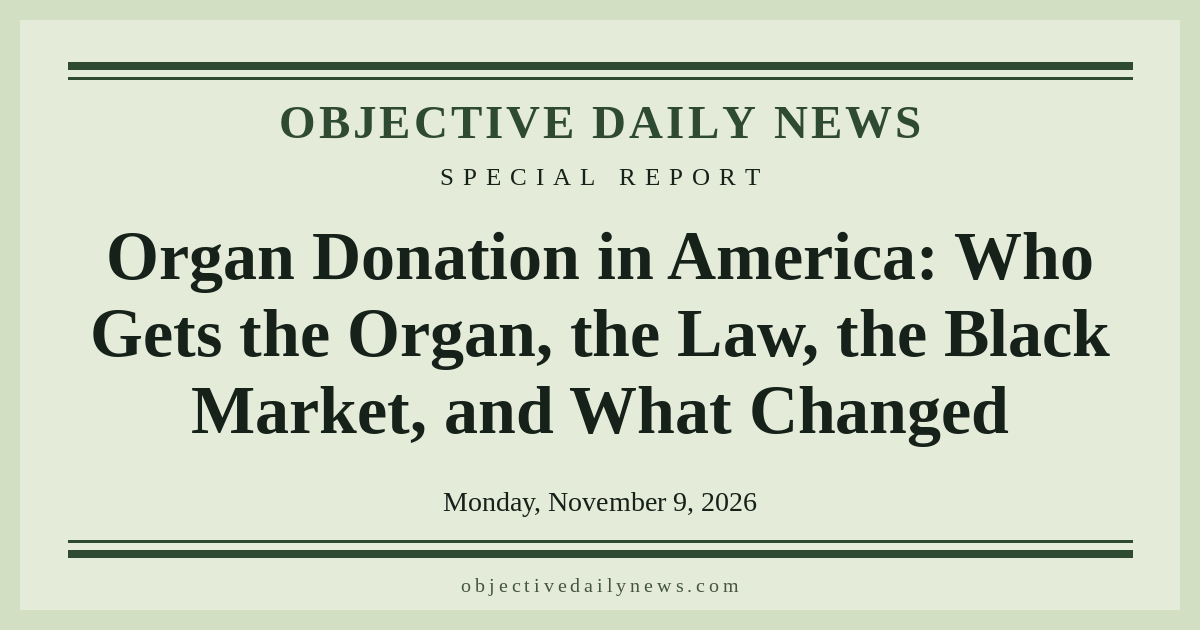 OBJECTIVE DAILY NEWS
SPECIAL REPORT
Organ Donation in America: Who
Gets the Organ, the Law, the Black
Market, and What Changed
Monday, November 9, 2026
objectivedailynews.com